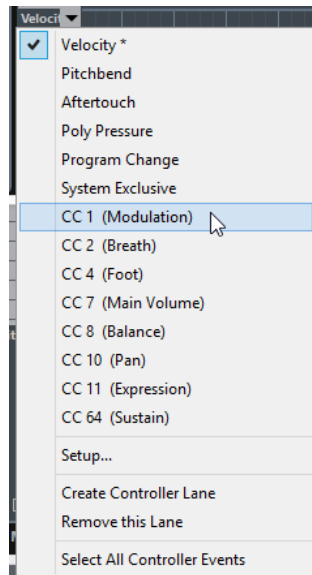 Velocit
Velocity *
Pitchbend
Aftertouch
Poly Pressure
Program Change
System Exclusive
CC 1 (Modulation)
CC 2 (Breath)
CC 4 (Foot)
CC 7 (Main Volume)
CC 8 (Balance)
CC 10 (Pan)
CC 11 (Expression)
CC 64 (Sustain)
Setup...
Create Controller Lane
Remove this Lane
Select All Controller Events